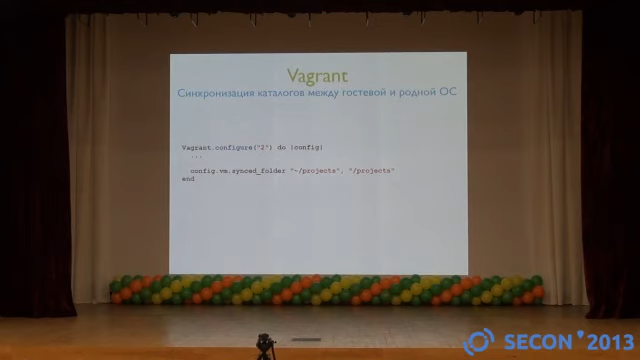 Vagrant
Синхронизация каталогов между гостевой и родной ОС
Vagrant.configure("2") do |config|
...
config.vm.synced_folder "~/projects", "/projects"
end
SECON'2013